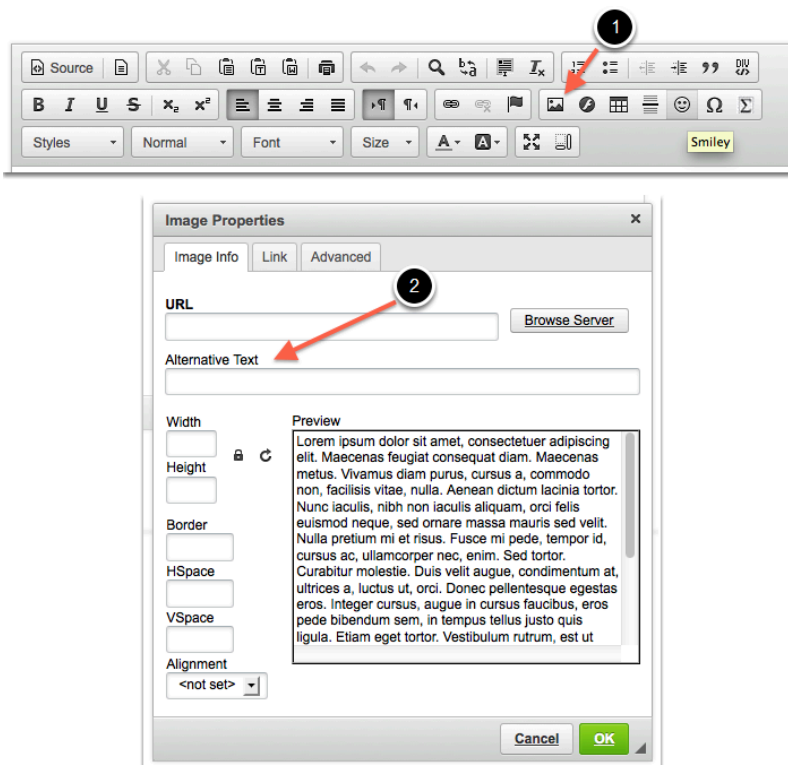 1
Source
B I U S X₂ X²
Styles Normal Font Size A A Smiley
Image Properties
Image Info Link Advanced
2
URL
Browse Server
Alternative Text
Width Preview
Height
Border
HSpace
VSpace
Alignment
<not set>
Lorem ipsum dolor sit amet, consectetuer adipiscing
elit. Maecenas feugiat consequat diam. Maecenas
metus. Vivamus diam purus, cursus a, commodo
non, facilisis vitae, nulla. Aenean dictum lacinia tortor.
Nunc iaculis, nibh non iaculis aliquam, orci felis
euismod neque, sed ornare massa mauris sed velit.
Nulla pretium mi et risus. Fusce mi pede, tempor id,
cursus ac, ullamcorper nec, enim. Sed tortor.
Curabitur molestie. Duis velit augue, condimentum at,
ultrices a, luctus ut, orci. Donec pellentesque egestas
eros. Integer cursus, augue in cursus faucibus, eros
pede bibendum sem, in tempus tellus justo quis
ligula. Etiam eget tortor. Vestibulum rutrum, est ut
Cancel OK